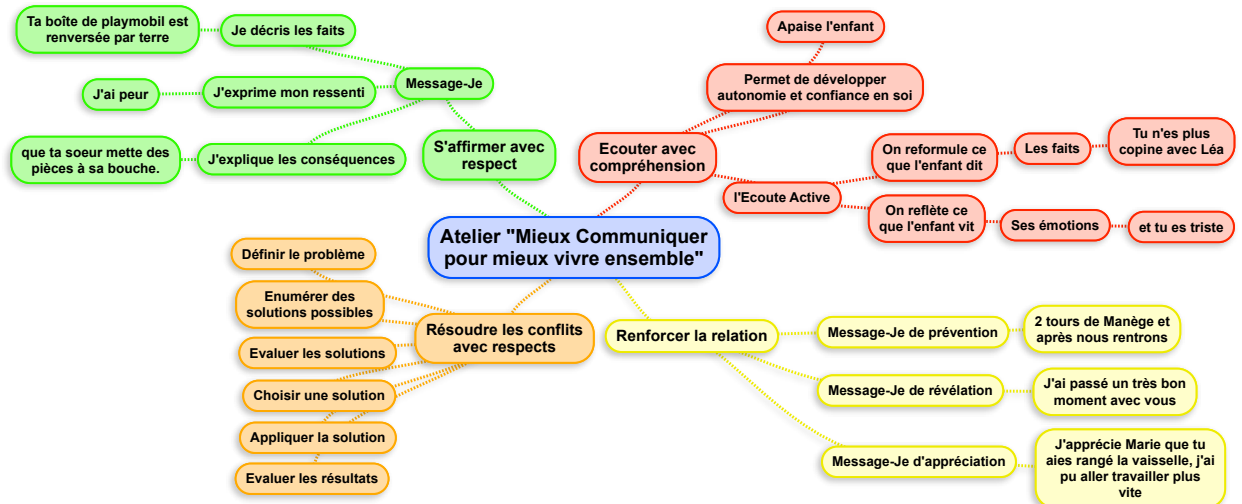 Ta boîte de playmobil est
renversée par terre
Je décris les faits
J'ai peur
J'exprime mon ressenti
Message-Je
que ta soeur mette des
pièces à sa bouche.
J'explique les conséquences
S'affirmer avec
respect
Apaise l'enfant
Permet de développer
autonomie et confiance en soi
Ecouter avec
compréhension
l'Ecoute Active
On reformule ce
que l'enfant dit
Les faits
Tu n'es plus
copine avec Léa
On reflète ce
que l'enfant vit
Ses émotions
et tu es triste
Atelier "Mieux Communiquer
pour mieux vivre ensemble"
Définir le problème
Enumérer des
solutions possibles
Evaluer les solutions
Choisir une solution
Appliquer la solution
Evaluer les résultats
Résoudre les conflits
avec respects
Renforcer la relation
Message-Je de prévention
2 tours de Manège et
après nous rentrons
Message-Je de révélation
J'ai passé un très bon
moment avec vous
Message-Je d'appréciation
J'apprécie Marie que tu
aies rangé la vaisselle, j'ai
pu aller travailler plus
vite